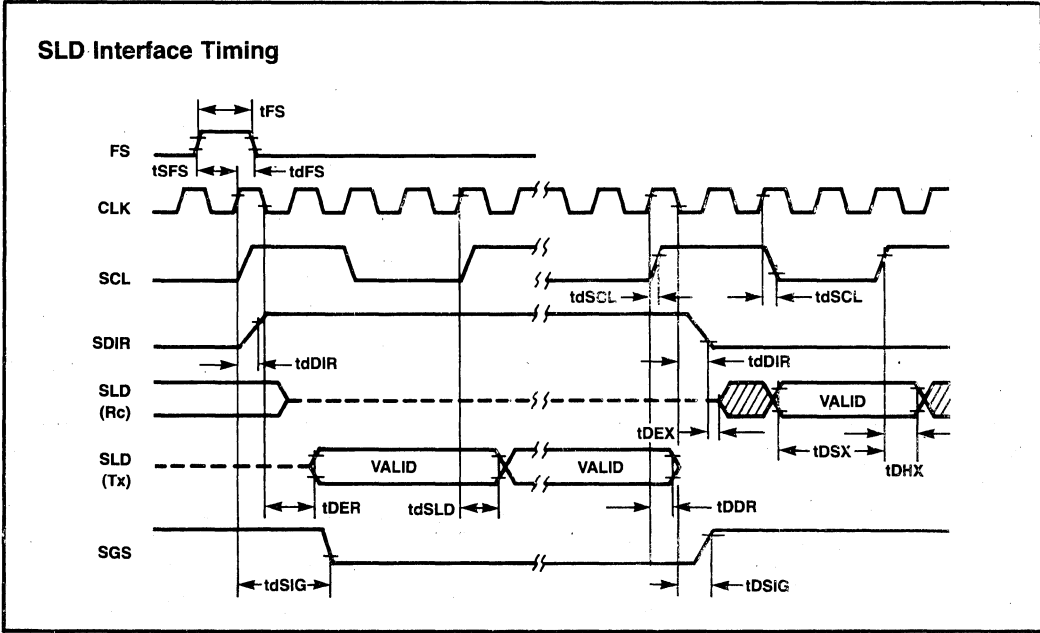 SLD Interface Timing
tFS
FS
tSFS
tdFS
CLK
SCL
tdSCL
tdSCL
SDIR
tdDIR
tdDIR
SLD
(Rc)
VALID
tDEX
tDSX
tDHX
SLD
(Tx)
VALID
VALID
tDER
tdSLD
tDDR
SGS
tdSIG
tDSIG